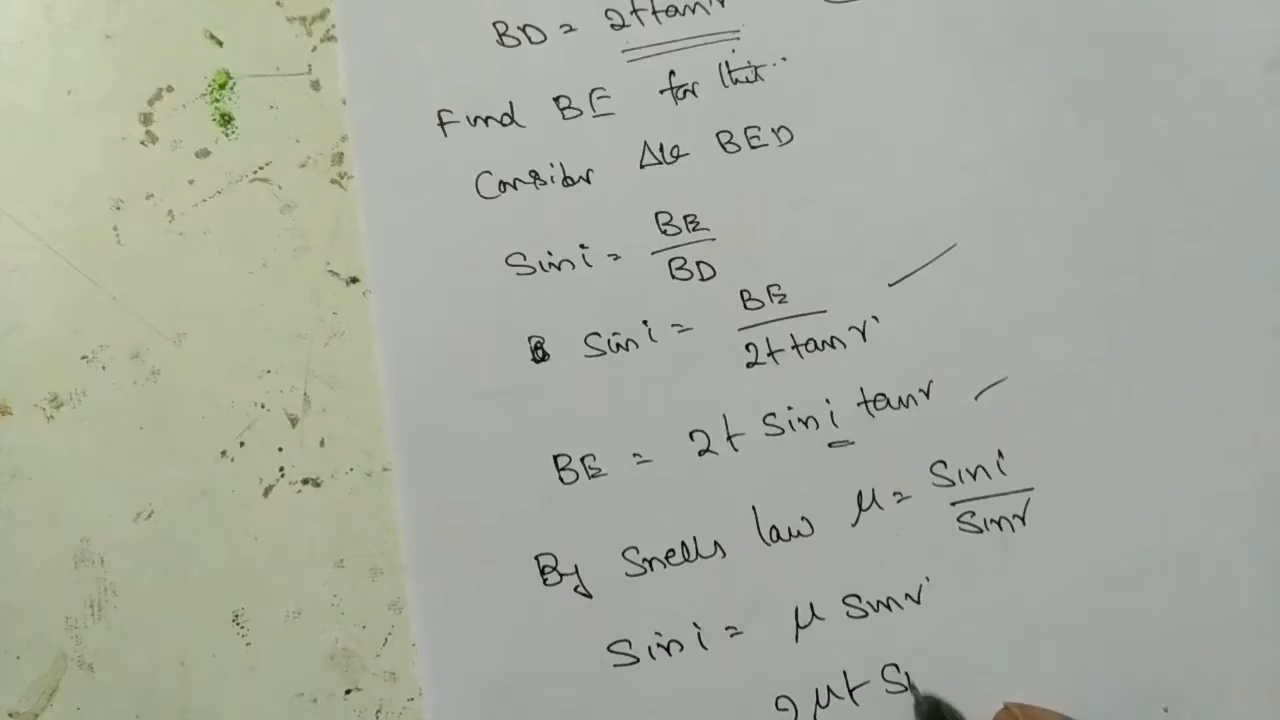 BD = 2t tan r
Find BE for this..
Consider Δle BED
Sin i = BE / BD
Sin i = BE / 2t tan r
BE = 2t Sin i tan r
By Snells law μ = Sin i / Sin r
Sin i = μ Sin r
2μt S